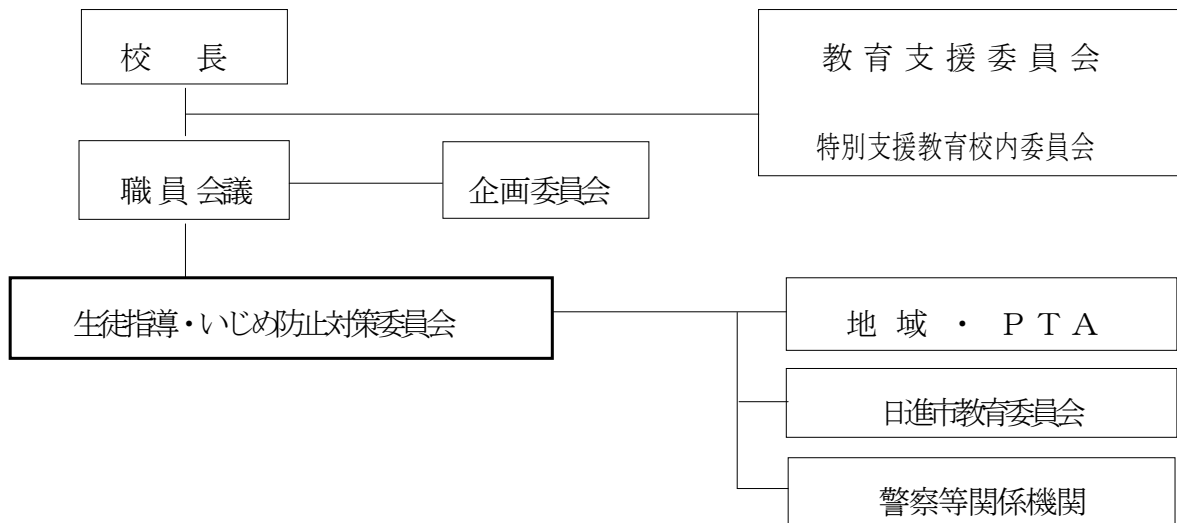 校 長
教育支援委員会
特別支援教育校内委員会
職員会議
企画委員会
生徒指導・いじめ防止対策委員会
地域・PTA
日進市教育委員会
警察等関係機関